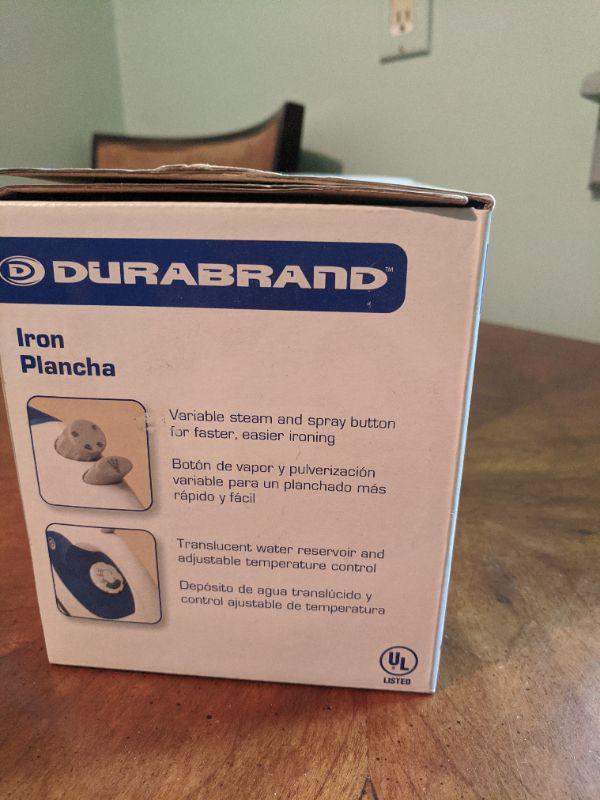 D DURABRAND™
Iron
Plancha
Variable steam and spray button
for faster, easier ironing
Botón de vapor y pulverización
variable para un planchado más
rápido y fácil
Translucent water reservoir and
adjustable temperature control
Depósito de agua translúcido y
control ajustable de temperatura
UL
LISTED